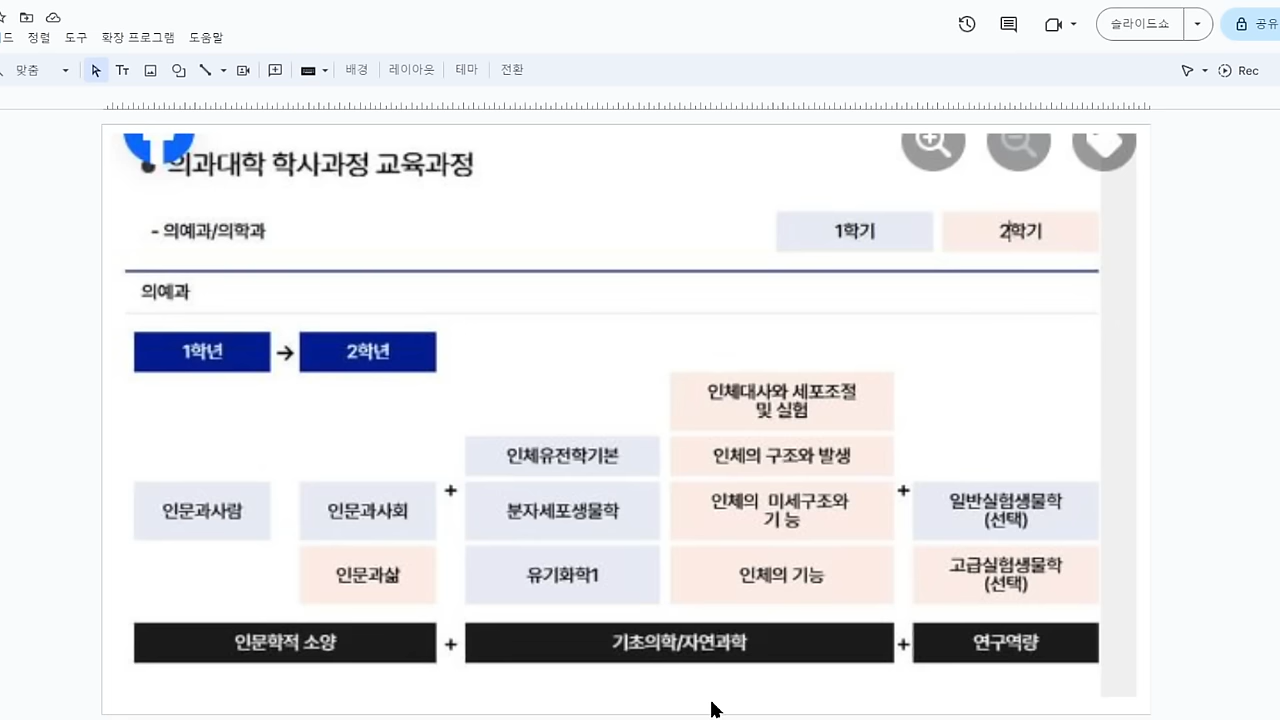 정렬 도구 확장 프로그램 도움말
슬라이드쇼
공유
맞춤
Tт
배경 레이아웃 테마 전환
Rec
의과대학 학사과정 교육과정
- 의예과/의학과
1학기
2학기
의예과
1학년 → 2학년
인체대사와 세포조절
및 실험
인체유전학기본
인체의 구조와 발생
인문과사람
인문과사회
+
분자세포생물학
인체의 미세구조와
기 능
+
일반실험생물학
(선택)
인문과삶
유기화학1
인체의 기능
고급실험생물학
(선택)
인문학적 소양 + 기초의학/자연과학 + 연구역량